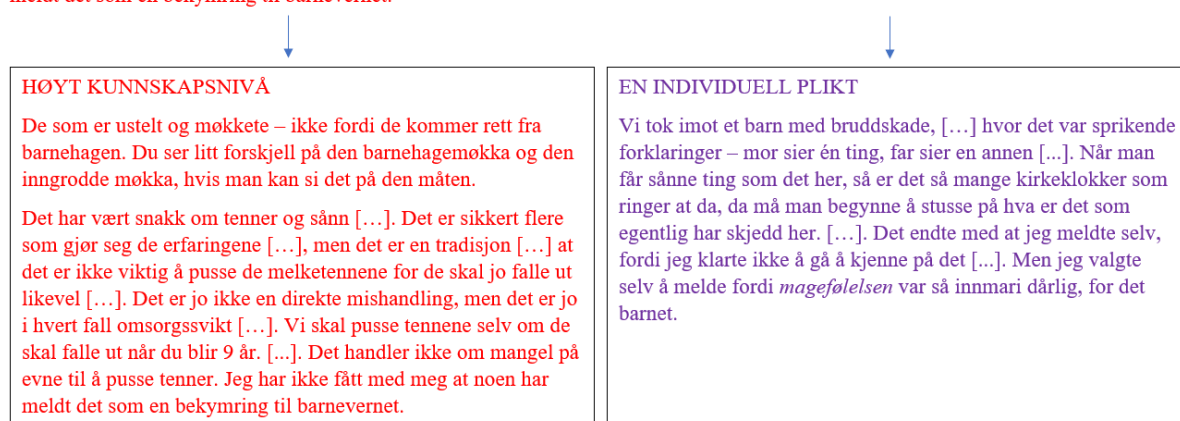 meldt det som en bekymring til barnevernet.
HØYT KUNNSKAPSNIVÅ
De som er ustelt og møkkete – ikke fordi de kommer rett fra
barnehagen. Du ser litt forskjell på den barnehagemøkka og den
inngrodde møkka, hvis man kan si det på den måten.
Det har vært snakk om tenner og sånn […]. Det er sikkert flere
som gjør seg de erfaringene […], men det er en tradisjon […] at
det er ikke viktig å pusse de melketennene for de skal jo falle ut
likevel […]. Det er jo ikke en direkte mishandling, men det er jo
i hvert fall omsorgssvikt […]. Vi skal pusse tennene selv om de
skal falle ut når du blir 9 år. [...]. Det handler ikke om mangel på
evne til å pusse tenner. Jeg har ikke fått med meg at noen har
meldt det som en bekymring til barnevernet.
EN INDIVIDUELL PLIKT
Vi tok imot et barn med bruddskade, […] hvor det var sprikende
forklaringer – mor sier én ting, far sier en annen [...]. Når man
får sånne ting som det her, så er det så mange kirkeklokker som
ringer at da, da må man begynne å stusse på hva er det som
egentlig har skjedd her. […]. Det endte med at jeg meldte selv,
fordi jeg klarte ikke å gå å kjenne på det [...]. Men jeg valgte
selv å melde fordi magefølelsen var så innmari dårlig, for det
barnet.